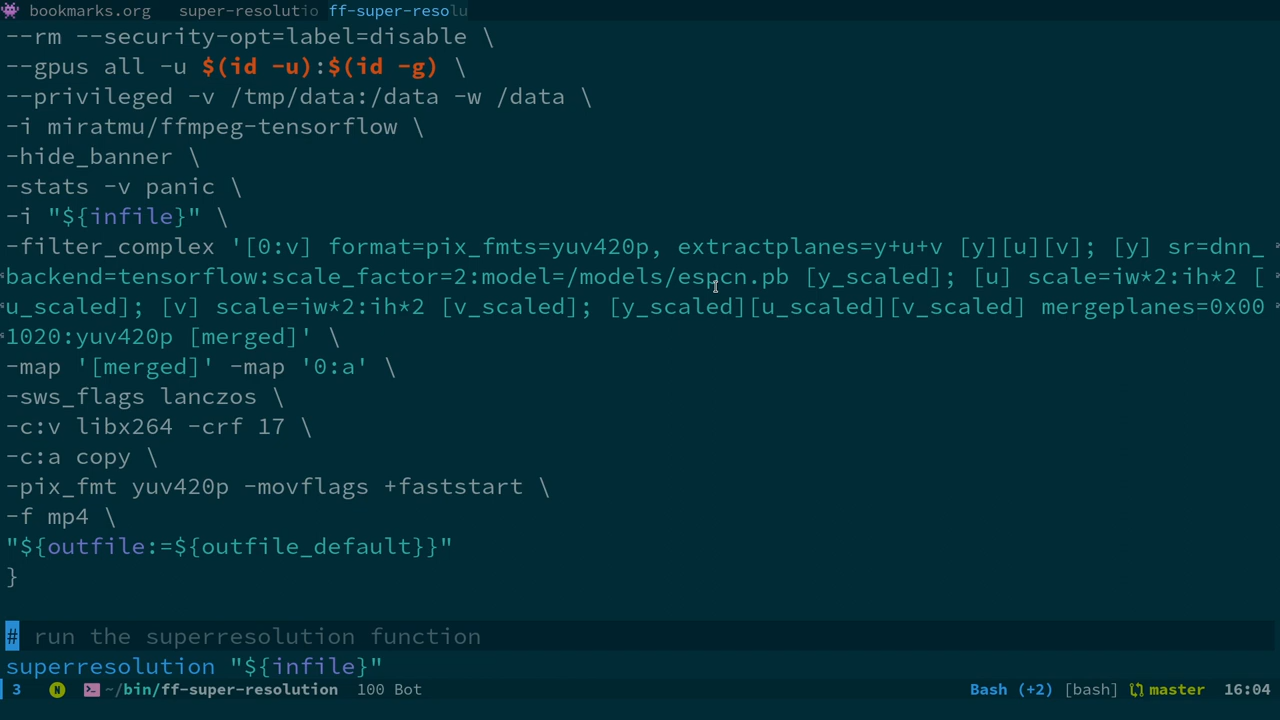 bookmarks.org super-resolutio ff-super-resolu
--rm --security-opt=label=disable \
--gpus all -u $(id -u):$(id -g) \
--privileged -v /tmp/data:/data -w /data \
-i miratmu/ffmpeg-tensorflow \
-hide_banner \
-stats -v panic \
-i "${infile}" \
-filter_complex '[0:v] format=pix_fmts=yuv420p, extractplanes=y+u+v [y][u][v]; [y] sr=dnn_
backend=tensorflow:scale_factor=2:model=/models/espcn.pb [y_scaled]; [u] scale=iw*2:ih*2 [
u_scaled]; [v] scale=iw*2:ih*2 [v_scaled]; [y_scaled][u_scaled][v_scaled] mergeplanes=0x00
1020:yuv420p [merged]' \
-map '[merged]' -map '0:a' \
-sws_flags lanczos \
-c:v libx264 -crf 17 \
-c:a copy \
-pix_fmt yuv420p -movflags +faststart \
-f mp4 \
"${outfile:=${outfile_default}}"
}
# run the superresolution function
superresolution "${infile}"
3 N ~/bin/ff-super-resolution 100 Bot Bash (+2) [bash] master 16:04